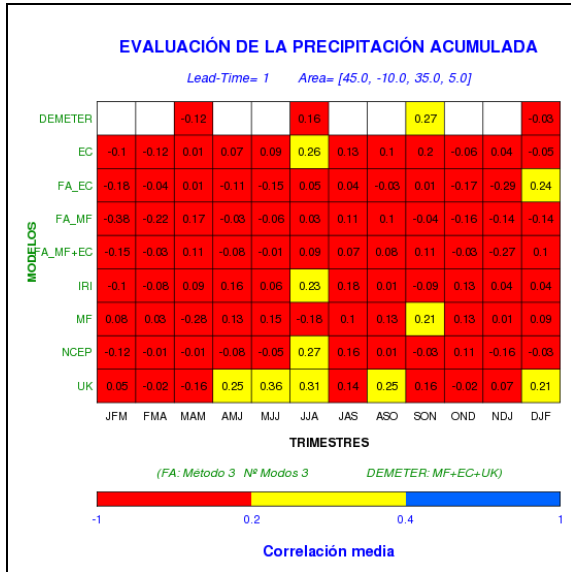 EVALUACIÓN DE LA PRECIPITACIÓN ACUMULADA
Lead-Time= 1 Area= [45.0, -10.0, 35.0, 5.0]
MODELOS
DEMETER -0.12 0.16 0.27 -0.03
EC -0.1 -0.12 0.01 0.07 0.09 0.26 0.13 0.1 0.2 -0.06 0.04 -0.05
FA_EC -0.18 -0.04 0.01 -0.11 -0.15 0.05 0.04 -0.03 0.01 -0.17 -0.29 0.24
FA_MF -0.36 -0.22 0.17 -0.03 -0.06 0.03 0.11 0.1 -0.04 -0.16 -0.14 -0.14
FA_MF+EC -0.15 -0.03 0.11 -0.08 -0.01 0.09 0.07 0.08 0.11 -0.03 -0.27 0.1
IRI -0.1 -0.08 0.09 0.16 0.06 0.23 0.18 0.01 -0.09 0.13 0.04 0.04
MF 0.08 0.03 -0.28 0.13 0.15 -0.18 0.1 0.13 0.21 0.13 0.01 0.09
NCEP -0.12 -0.01 -0.01 -0.08 -0.05 0.27 0.16 0.01 -0.03 0.11 -0.16 -0.03
UK 0.05 -0.02 -0.16 0.25 0.36 0.31 0.14 0.25 0.16 -0.02 0.07 0.21
JFM FMA MAM AMJ MJJ JJA JAS ASO SON OND NDJ DJF
TRIMESTRES
(FA: Método 3 Nº Modos 3 DEMETER: MF+EC+UK)
-1 0.2 0.4 1
Correlación media